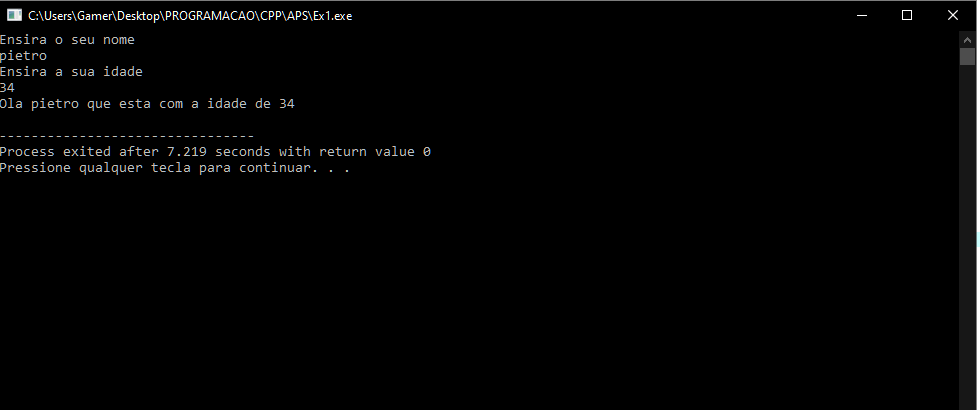 C:\Users\Gamer\Desktop\PROGRAMACAO\CPP\APS\Ex1.exe
Ensira o seu nome
pietro
Ensira a sua idade
34
Ola pietro que esta com a idade de 34
--------------------------------
Process exited after 7.219 seconds with return value 0
Pressione qualquer tecla para continuar. . .